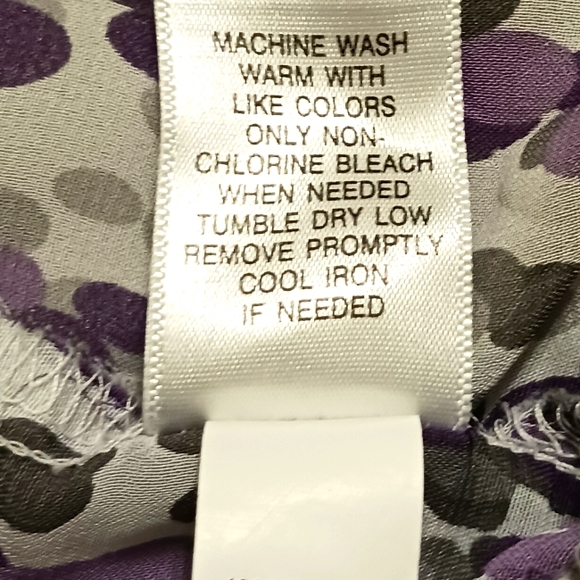 MACHINE WASH
WARM WITH
LIKE COLORS
ONLY NON-
CHLORINE BLEACH
WHEN NEEDED
TUMBLE DRY LOW
REMOVE PROMPTLY
COOL IRON
IF NEEDED